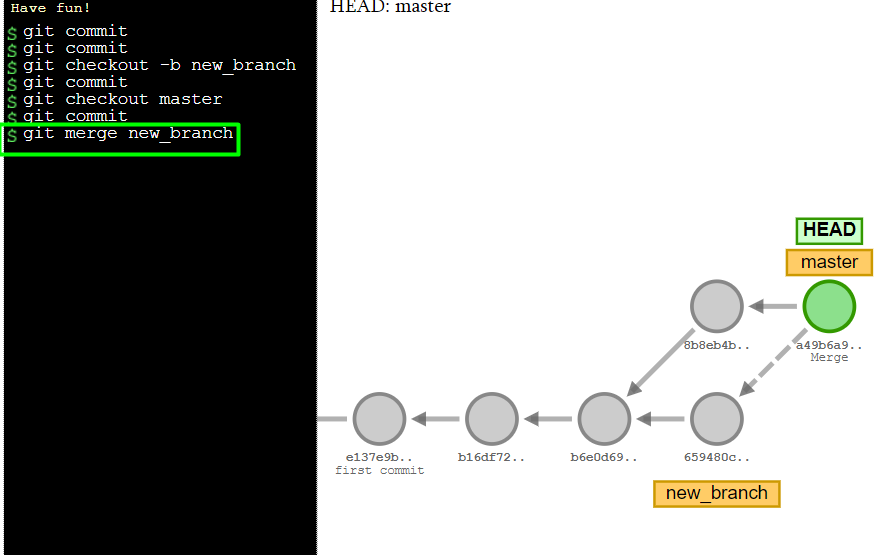 Have fun!
$ git commit
$ git commit
$ git checkout -b new_branch
$ git commit
$ git checkout master
$ git commit
$ git merge new_branch
HEAD: master
HEAD
master
8b8eb4b..
a49b6a9..
Merge
e137e9b..
first commit
b16df72..
b6e0d69..
659480c..
new_branch